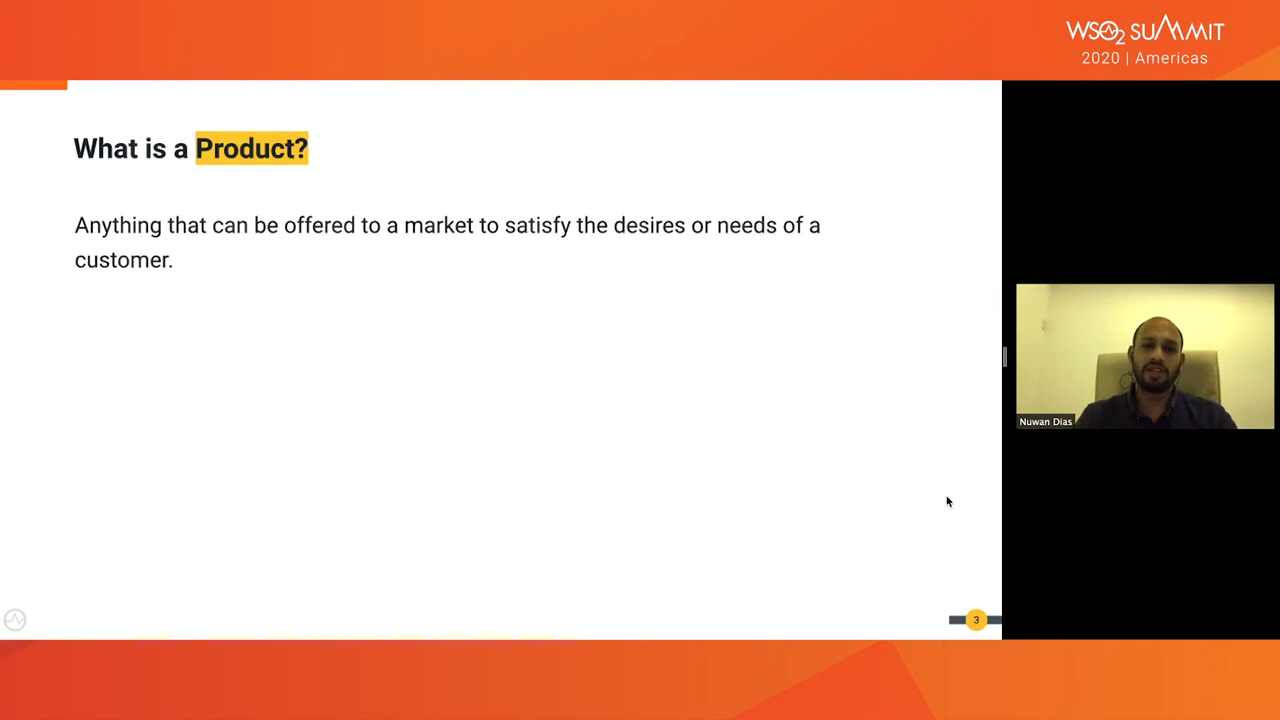 WSO2 SUMMIT
2020 | Americas
What is a Product?
Anything that can be offered to a market to satisfy the desires or needs of a
customer.
Nuwan Dias
3